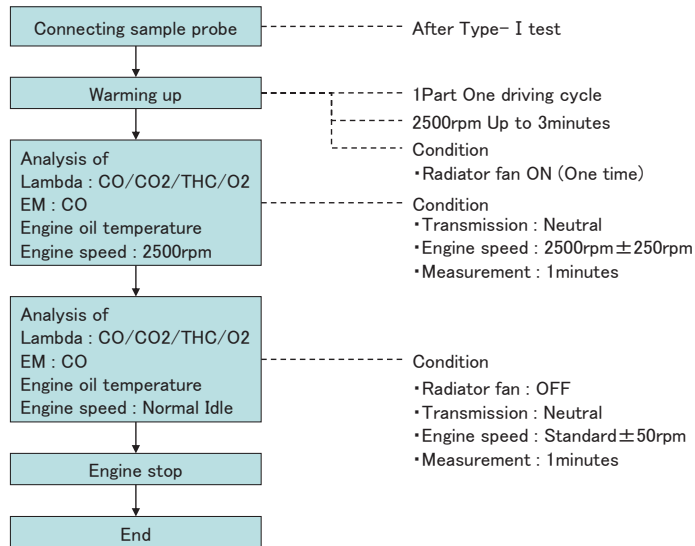 Connecting sample probe
After Type- I test
Warming up
1Part One driving cycle
2500rpm Up to 3minutes
Condition
・Radiator fan ON (One time)
Analysis of
Lambda : CO/CO2/THC/O2
EM : CO
Engine oil temperature
Engine speed : 2500rpm
Condition
・Transmission : Neutral
・Engine speed : 2500rpm±250rpm
・Measurement : 1minutes
Analysis of
Lambda : CO/CO2/THC/O2
EM : CO
Engine oil temperature
Engine speed : Normal Idle
Condition
・Radiator fan : OFF
・Transmission : Neutral
・Engine speed : Standard±50rpm
・Measurement : 1minutes
Engine stop
End